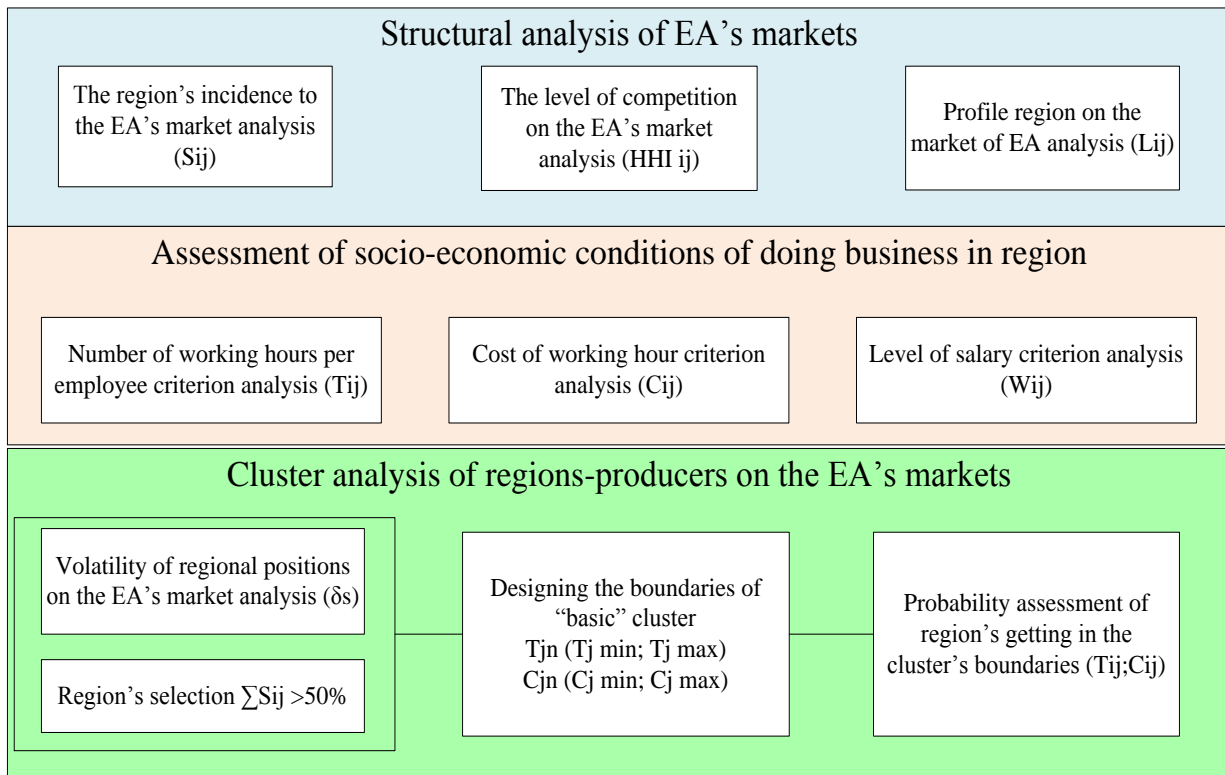 Structural analysis of EA's markets
The region's incidence to
the EA's market analysis
(Sij)
The level of competition
on the EA's market
analysis (HHI ij)
Profile region on the
market of EA analysis (Lij)
Assessment of socio-economic conditions of doing business in region
Number of working hours per
employee criterion analysis (Tij)
Cost of working hour criterion
analysis (Cij)
Level of salary criterion analysis
(Wij)
Cluster analysis of regions-producers on the EA's markets
Volatility of regional positions
on the EA's market analysis (δs)
Region's selection ∑Sij >50%
Designing the boundaries of
“basic” cluster
Tjn (Tj min; Tj max)
Cjn (Cj min; Cj max)
Probability assessment of
region's getting in the
cluster's boundaries (Tij;Cij)